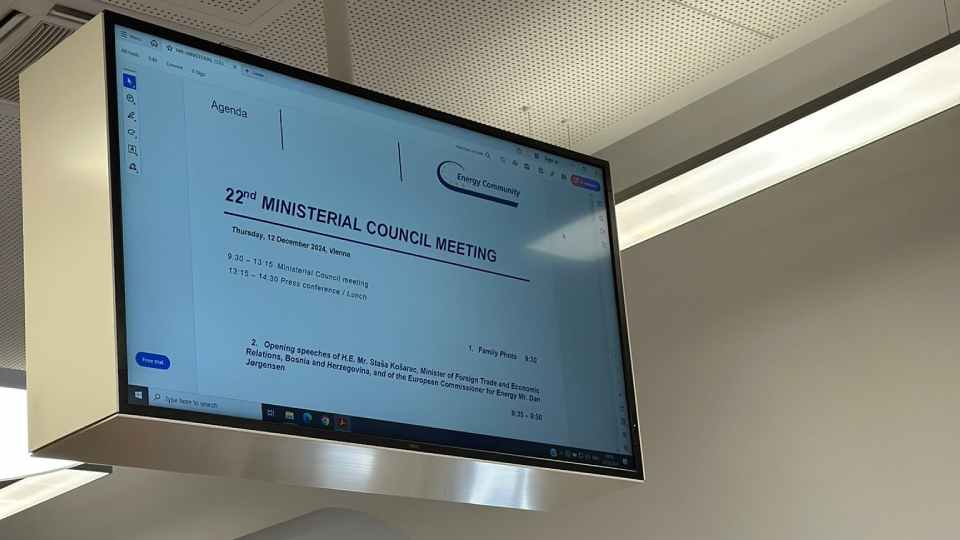 Menu
Agenda
Energy Community
22nd MINISTERIAL COUNCIL MEETING
Thursday, 12 December 2024, Vienna
9:30 – 13:15 Ministerial Council meeting
13:15 – 14:30 Press conference / Lunch
1. Family Photo 9:30
2. Opening speeches of H.E. Mr. Staša Košarac, Minister of Foreign Trade and Economic
Relations, Bosnia and Herzegovina, and of the European Commissioner for Energy Mr. Dan
Jørgensen
9:35 – 9:50
Free trial
Type here to search